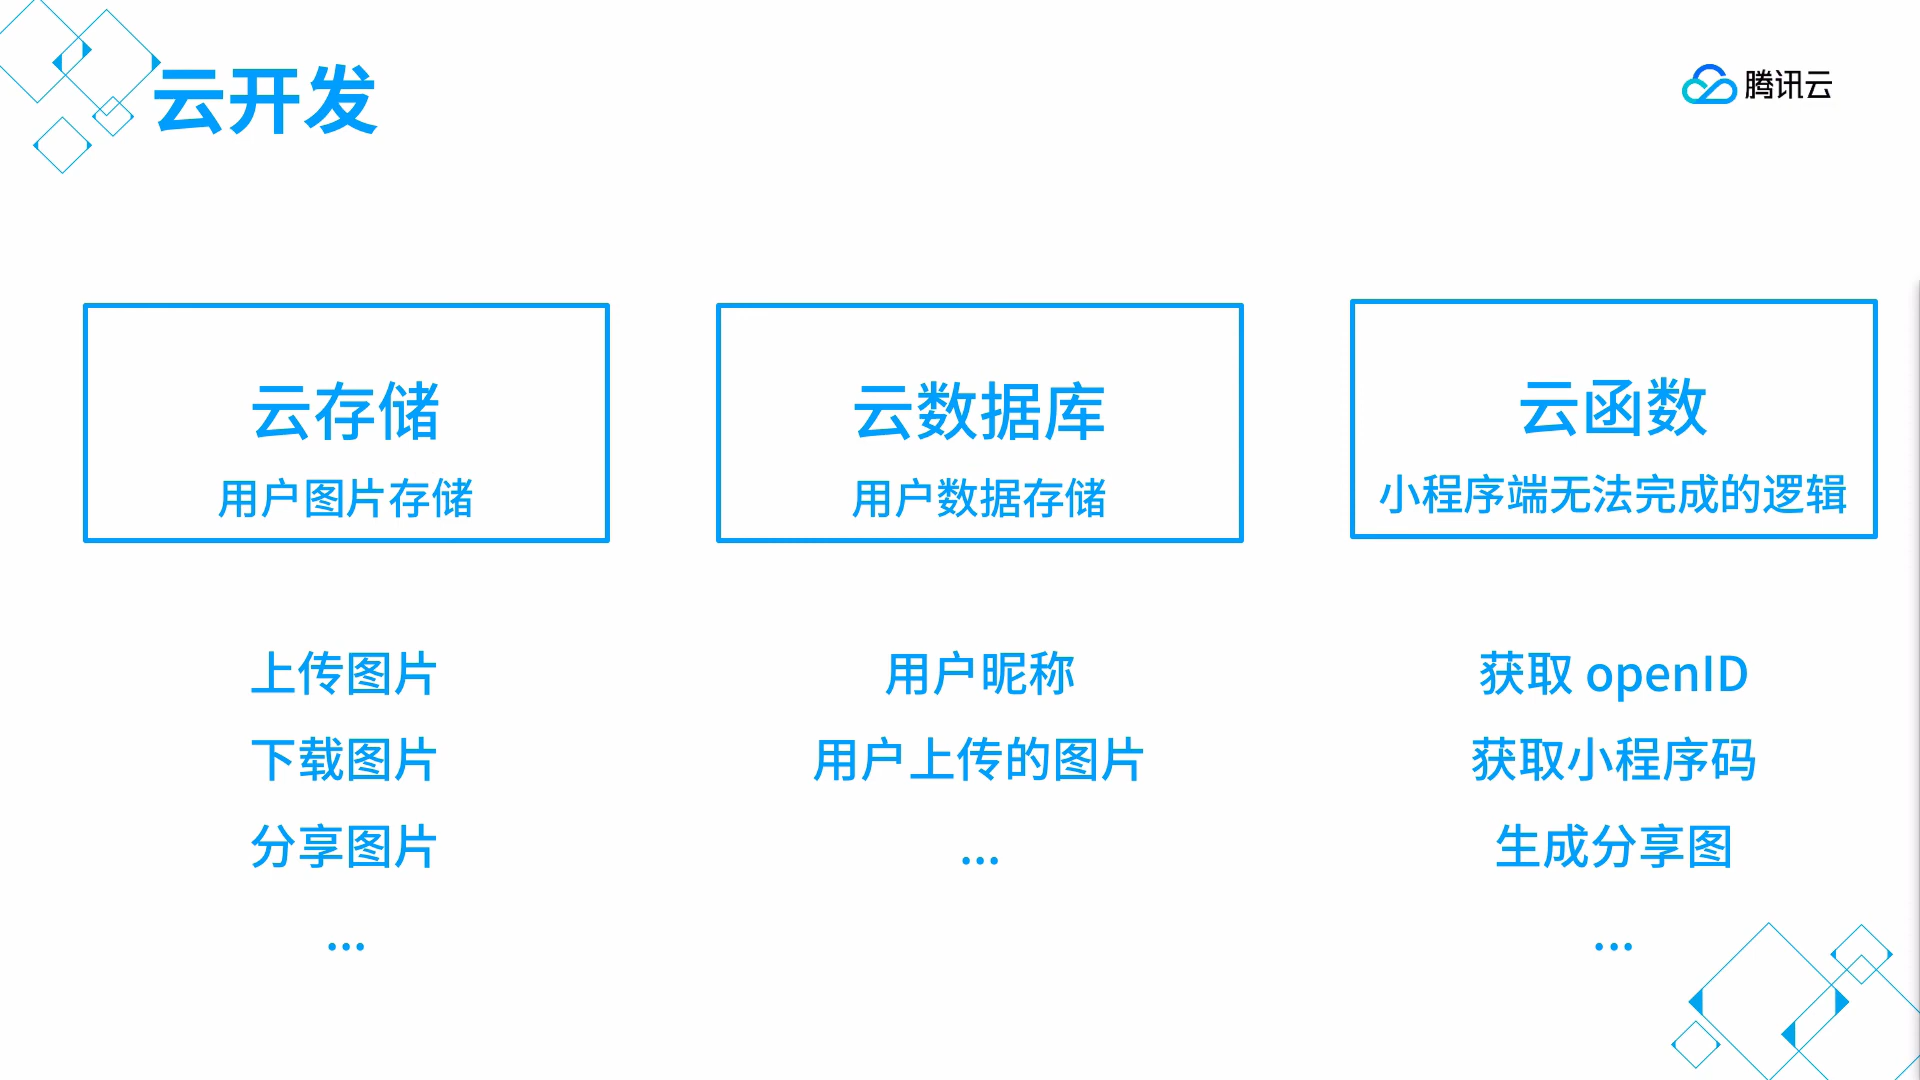 云开发
腾讯云
云存储
用户图片存储
上传图片
下载图片
分享图片
...
云数据库
用户数据存储
用户昵称
用户上传的图片
...
云函数
小程序端无法完成的逻辑
获取 openID
获取小程序码
生成分享图
...